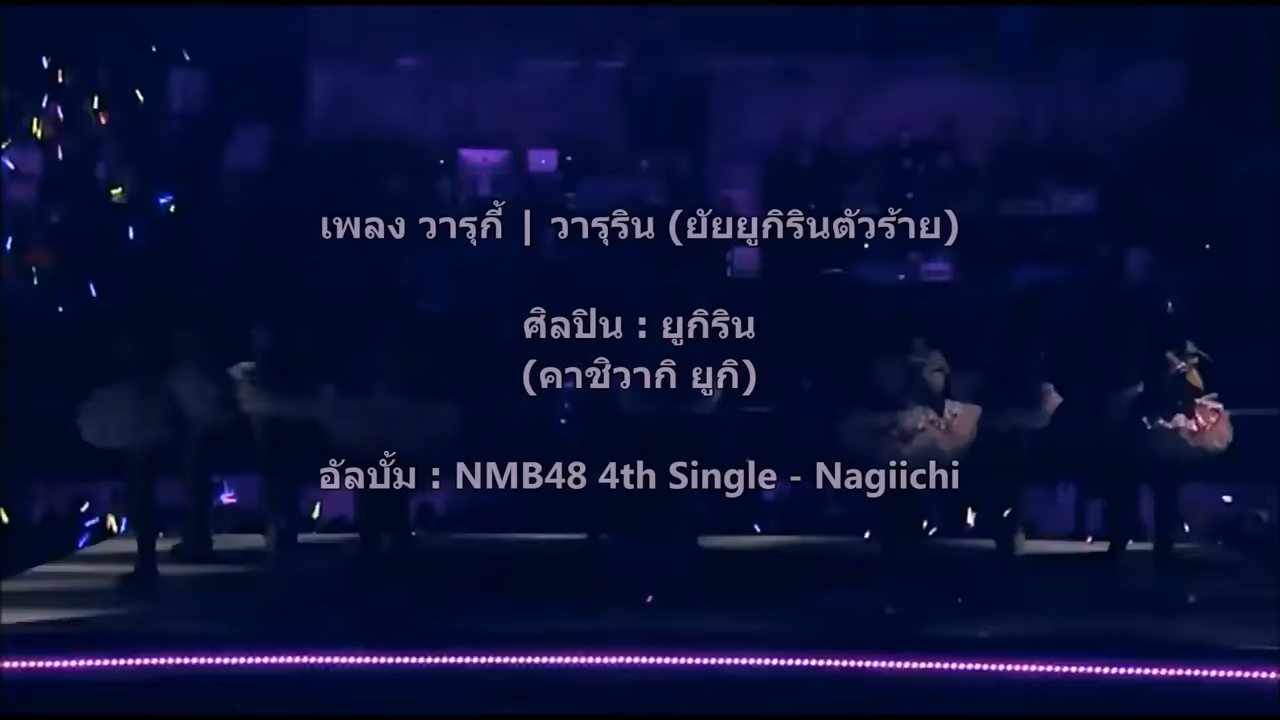 เพลง วารุกี้ | วารุริน (ยัยยูกิรินตัวร้าย)
ศิลปิน : ยูกิริน
(คาชิวากิ ยูกิ)
อัลบั้ม : NMB48 4th Single - Nagiichi